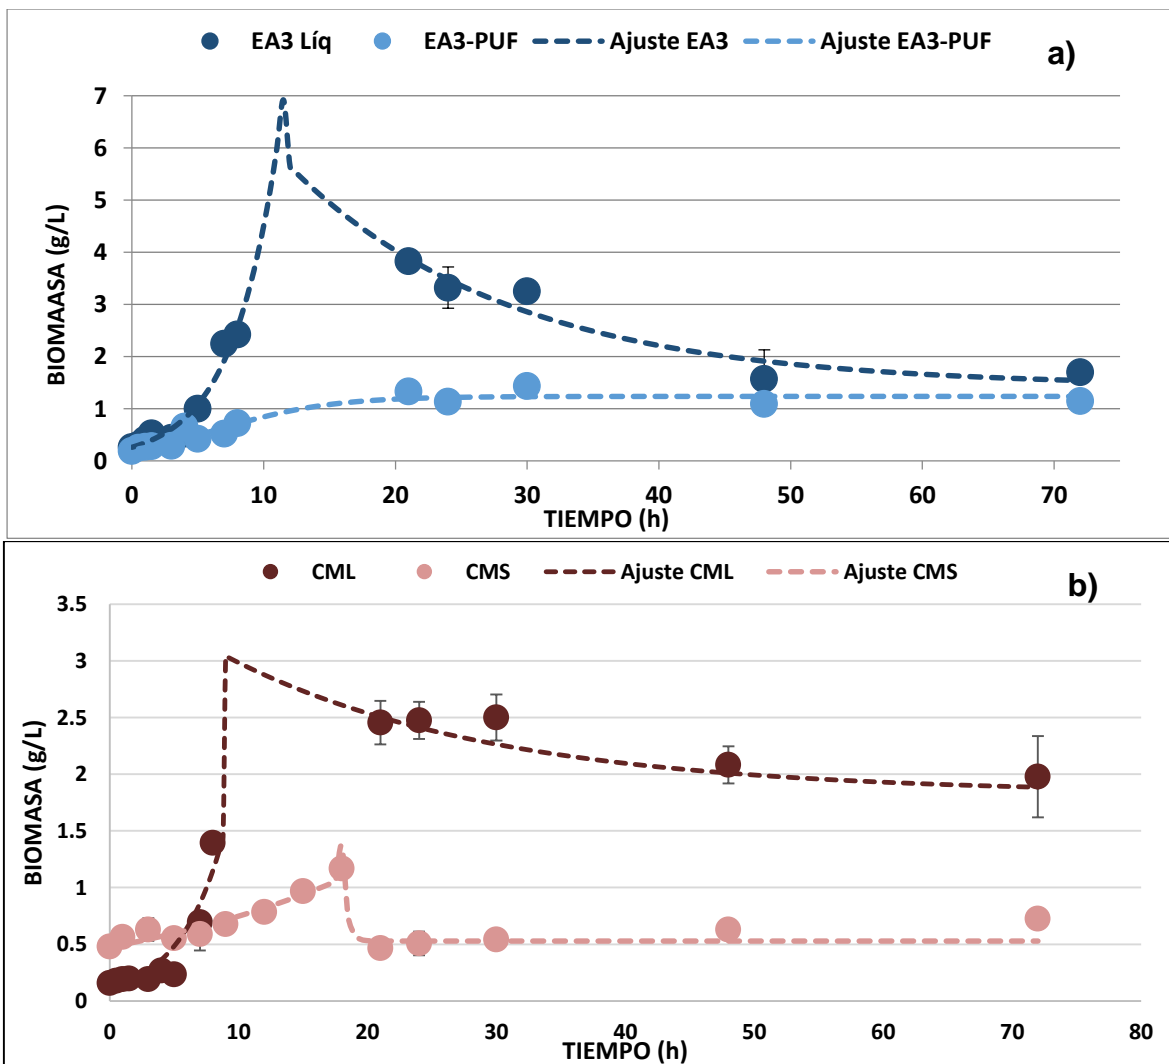 EA3 Líq EA3-PUF Ajuste EA3 Ajuste EA3-PUF
a)
7
6
5
4
3
2
1
0
BIOMAASA (g/L)
0 10 20 30 40 50 60 70
TIEMPO (h)
CML CMS Ajuste CML Ajuste CMS
b)
3.5
3
2.5
2
1.5
1
0.5
0
BIOMASA (g/L)
0 10 20 30 40 50 60 70 80
TIEMPO (h)